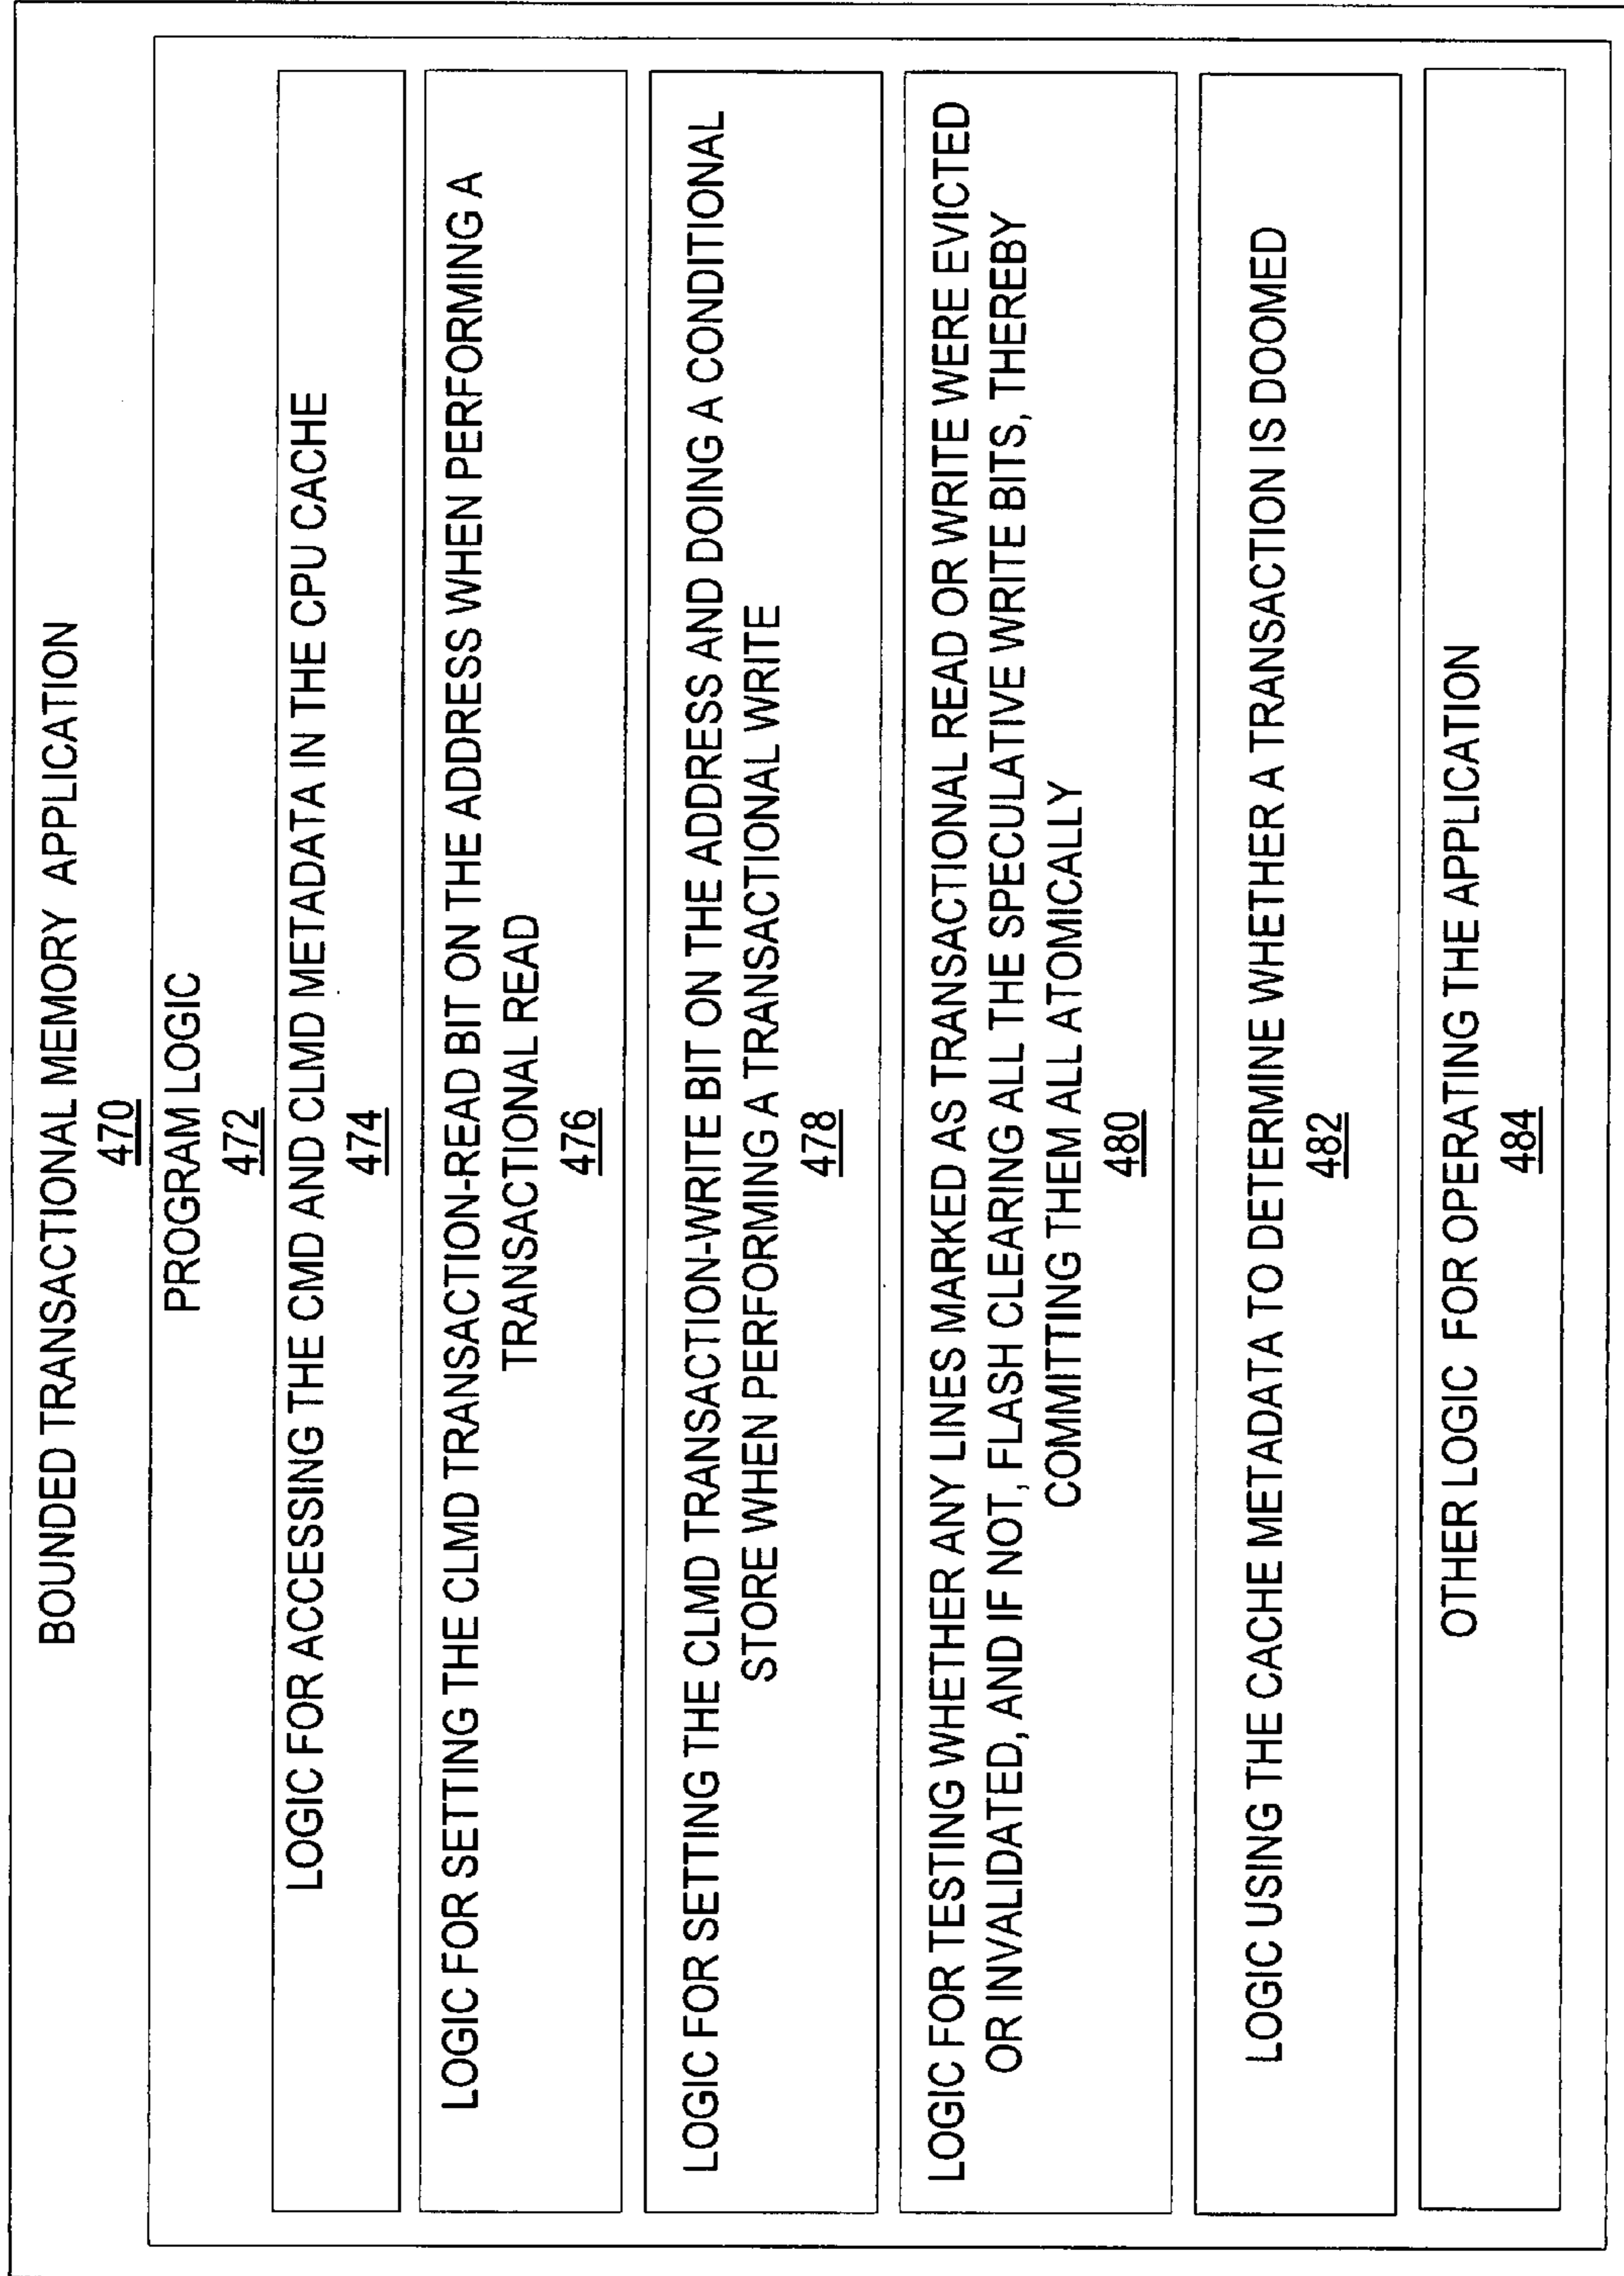 BOUNDED TRANSACTIONAL MEMORY APPLICATION
470
PROGRAM LOGIC
472
LOGIC FOR ACCESSING THE CMD AND CLMD METADATA IN THE CPU CACHE
474
LOGIC FOR SETTING THE CLMD TRANSACTION-READ BIT ON THE ADDRESS WHEN PERFORMING A
TRANSACTIONAL READ
476
LOGIC FOR SETTING THE CLMD TRANSACTION-WRITE BIT ON THE ADDRESS AND DOING A CONDITIONAL
STORE WHEN PERFORMING A TRANSACTIONAL WRITE
478
LOGIC FOR TESTING WHETHER ANY LINES MARKED AS TRANSACTIONAL READ OR WRITE WERE EVICTED
OR INVALIDATED, AND IF NOT, FLASH CLEARING ALL THE SPECULATIVE WRITE BITS, THEREBY
COMMITTING THEM ALL ATOMICALLY
480
LOGIC USING THE CACHE METADATA TO DETERMINE WHETHER A TRANSACTION IS DOOMED
482
OTHER LOGIC FOR OPERATING THE APPLICATION
484